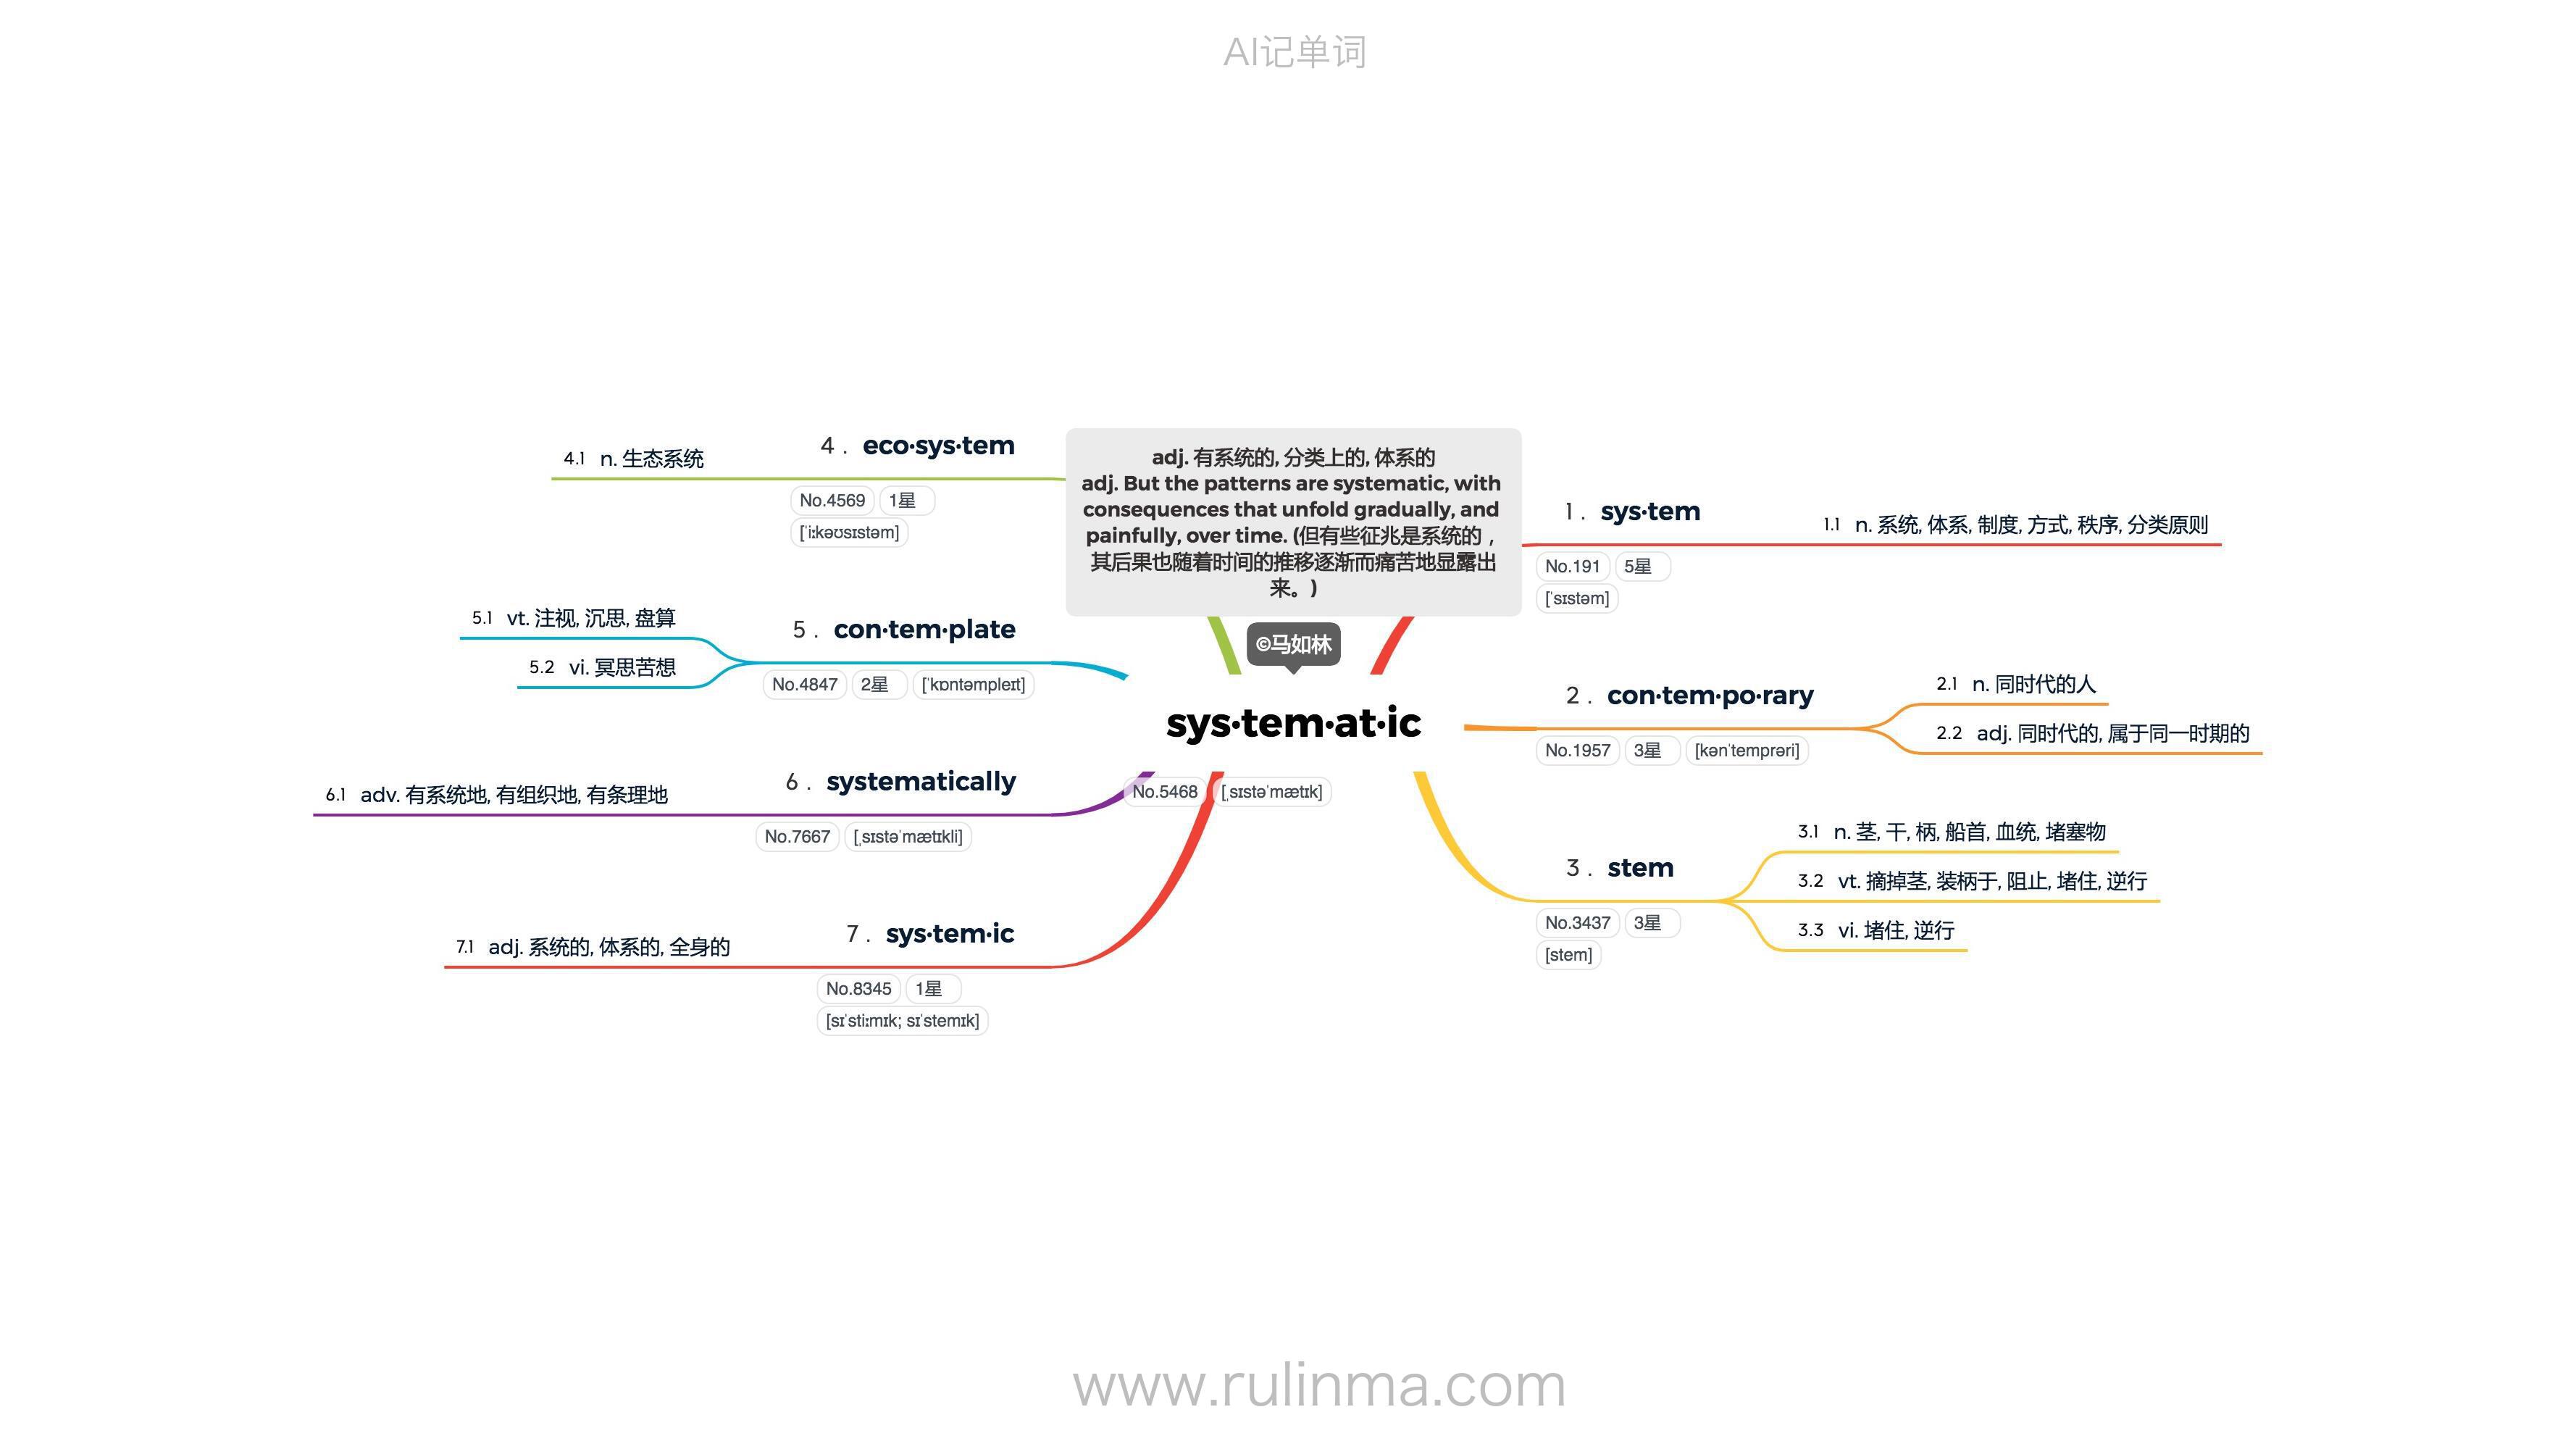 AI记单词
adj. 有系统的, 分类上的, 体系的
adj. But the patterns are systematic, with
consequences that unfold gradually, and
painfully, over time. (但有些征兆是系统的，
其后果也随着时间的推移逐渐而痛苦地显露出
来。)
©马如林
sys·tem·at·ic
No.5468 [ˌsɪstəˈmætɪk]
1. sys·tem
No.191 5星
[ˈsɪstəm]
1.1 n. 系统, 体系, 制度, 方式, 秩序, 分类原则
2. con·tem·po·rary
No.1957 3星 [kənˈtemprəri]
2.1 n. 同时代的人
2.2 adj. 同时代的, 属于同一时期的
3. stem
No.3437 3星
[stem]
3.1 n. 茎, 干, 柄, 船首, 血统, 堵塞物
3.2 vt. 摘掉茎, 装柄于, 阻止, 堵住, 逆行
3.3 vi. 堵住, 逆行
4. eco·sys·tem
No.4569 1星
[ˈiːkəʊsɪstəm]
4.1 n. 生态系统
5. con·tem·plate
No.4847 2星 [ˈkɒntəmpleɪt]
5.1 vt. 注视, 沉思, 盘算
5.2 vi. 冥思苦想
6. systematically
No.7667 [ˌsɪstəˈmætɪkli]
6.1 adv. 有系统地, 有组织地, 有条理地
7. sys·tem·ic
No.8345 1星
[sɪˈstiːmɪk; sɪˈstemɪk]
7.1 adj. 系统的, 体系的, 全身的
www.rulinma.com